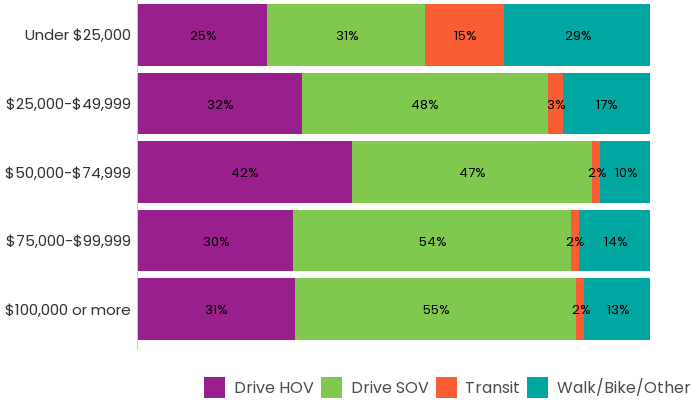 Under $25,000 25% 31% 15% 29%
$25,000-$49,999 32% 48% 3% 17%
$50,000-$74,999 42% 47% 2% 10%
$75,000-$99,999 30% 54% 2% 14%
$100,000 or more 31% 55% 2% 13%
Drive HOV Drive SOV Transit Walk/Bike/Other